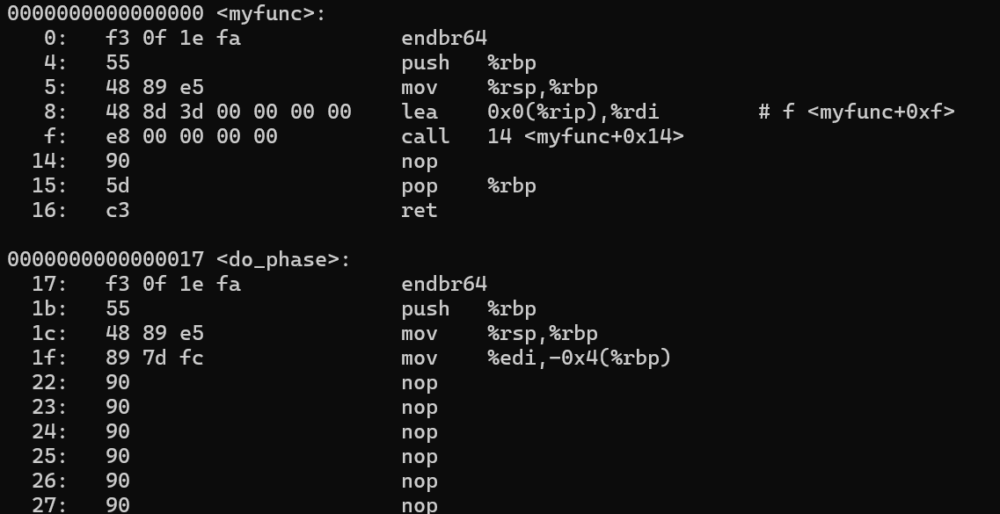 0000000000000000 <myfunc>:
   0:   f3 0f 1e fa             endbr64
   4:   55                      push   %rbp
   5:   48 89 e5                mov    %rsp,%rbp
   8:   48 8d 3d 00 00 00 00    lea    0x0(%rip),%rdi        # f <myfunc+0xf>
   f:   e8 00 00 00 00          call   14 <myfunc+0x14>
  14:   90                      nop
  15:   5d                      pop    %rbp
  16:   c3                      ret

0000000000000017 <do_phase>:
  17:   f3 0f 1e fa             endbr64
  1b:   55                      push   %rbp
  1c:   48 89 e5                mov    %rsp,%rbp
  1f:   89 7d fc                mov    %edi,-0x4(%rbp)
  22:   90                      nop
  23:   90                      nop
  24:   90                      nop
  25:   90                      nop
  26:   90                      nop
  27:   90                      nop